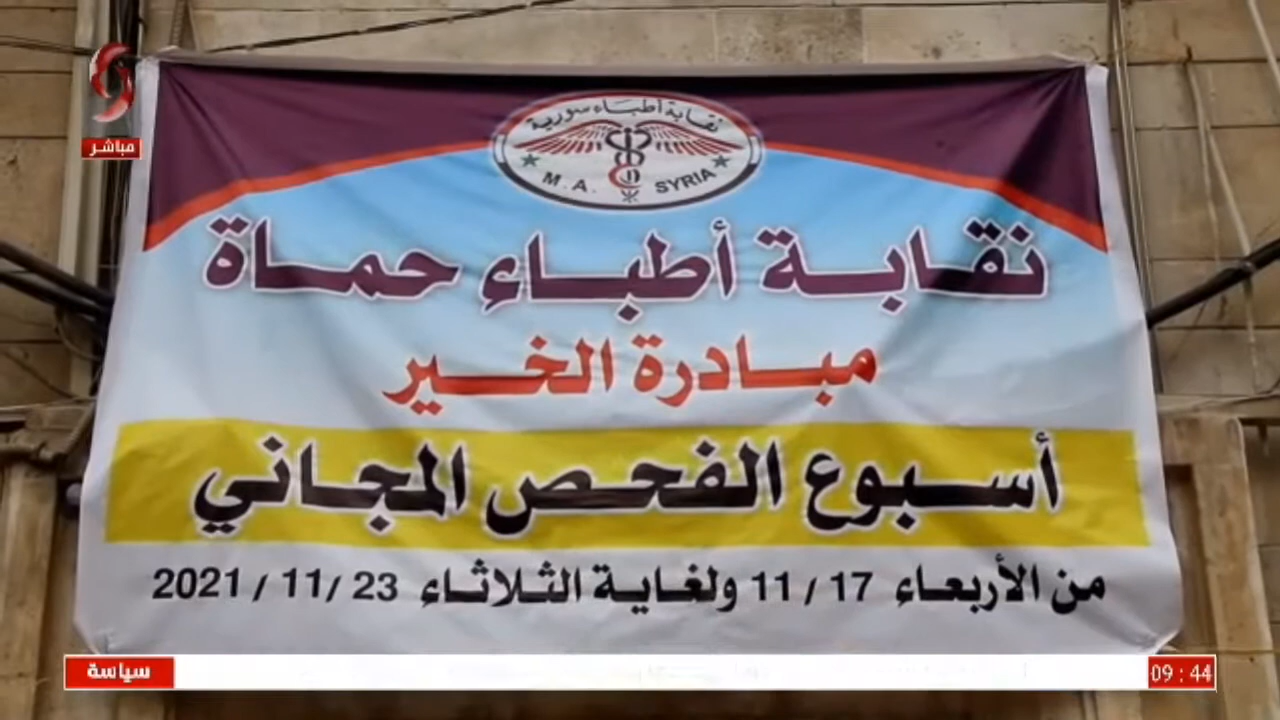 مباشر
نقابة أطباء سورية
M. A. SYRIA
نقابة أطباء حماة
مبادرة الخير
أسبوع الفحص المجاني
من الأربعاء 17 / 11 ولغاية الثلاثاء 23 / 11 / 2021
سياسة
09 : 44